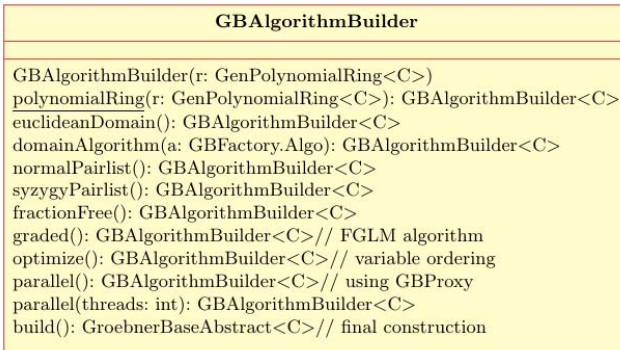 GBAlgorithmBuilder
GBAlgorithmBuilder(r: GenPolynomialRing<C>)
polynomialRing(r: GenPolynomialRing<C>): GBAlgorithmBuilder<C>
euclideanDomain(): GBAlgorithmBuilder<C>
domainAlgorithm(a: GBFactory.Algo): GBAlgorithmBuilder<C>
normalPairlist(): GBAlgorithmBuilder<C>
syzygyPairlist(): GBAlgorithmBuilder<C>
fractionFree(): GBAlgorithmBuilder<C>
graded(): GBAlgorithmBuilder<C>// FGLM algorithm
optimize(): GBAlgorithmBuilder<C>// variable ordering
parallel(): GBAlgorithmBuilder<C>// using GBProxy
parallel(threads: int): GBAlgorithmBuilder<C>
build(): GroebnerBaseAbstract<C>// final construction